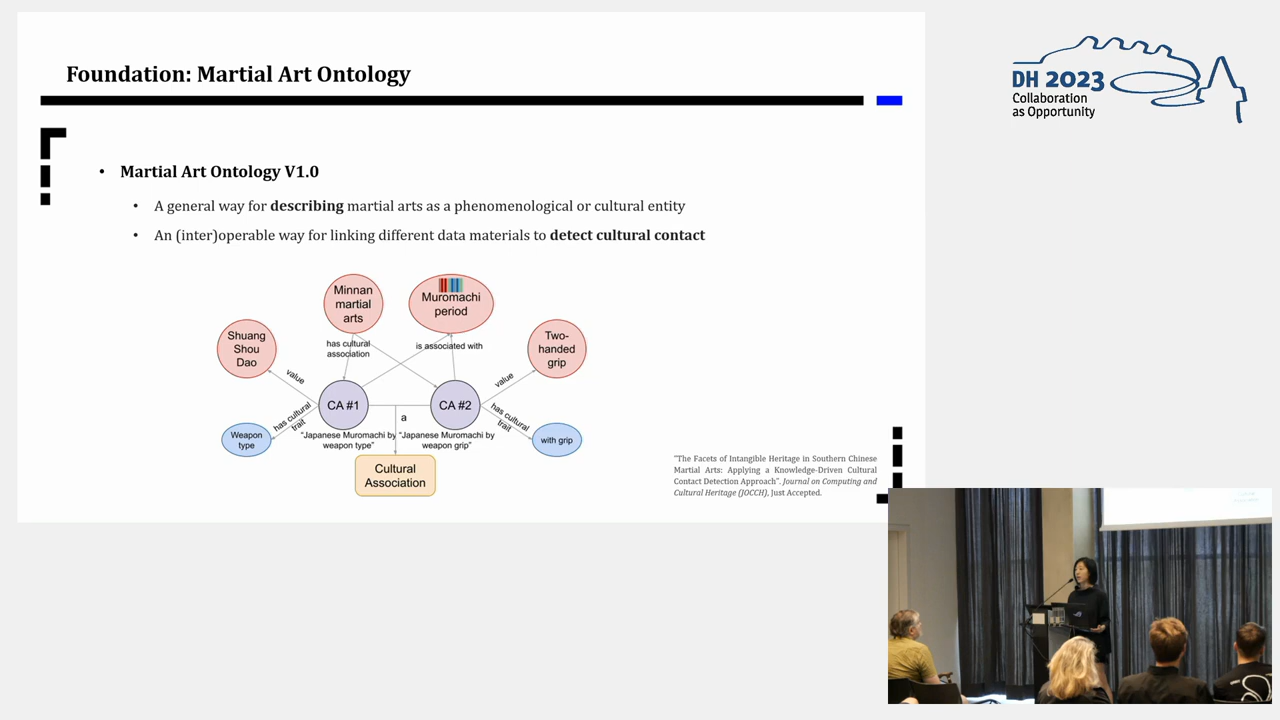 Foundation: Martial Art Ontology
DH 2023
Collaboration
as Opportunity
• Martial Art Ontology V1.0
• A general way for describing martial arts as a phenomenological or cultural entity
• An (inter)operable way for linking different data materials to detect cultural contact
Minnan
martial
arts
Muromachi
period
Shuang
Shou
Dao
Two-
handed
grip
has cultural
association
is associated with
value
value
CA #1
CA #2
has cultural
trait
has cultural
trait
a
Weapon
type
with grip
"Japanese Muromachi by
weapon type"
"Japanese Muromachi by
weapon grip"
Cultural
Association
"The Facets of Intangible Heritage in Southern Chinese
Martial Arts: Applying a Knowledge-Driven Cultural
Contact Detection Approach". Journal on Computing and
Cultural Heritage (JOCCH), Just Accepted.